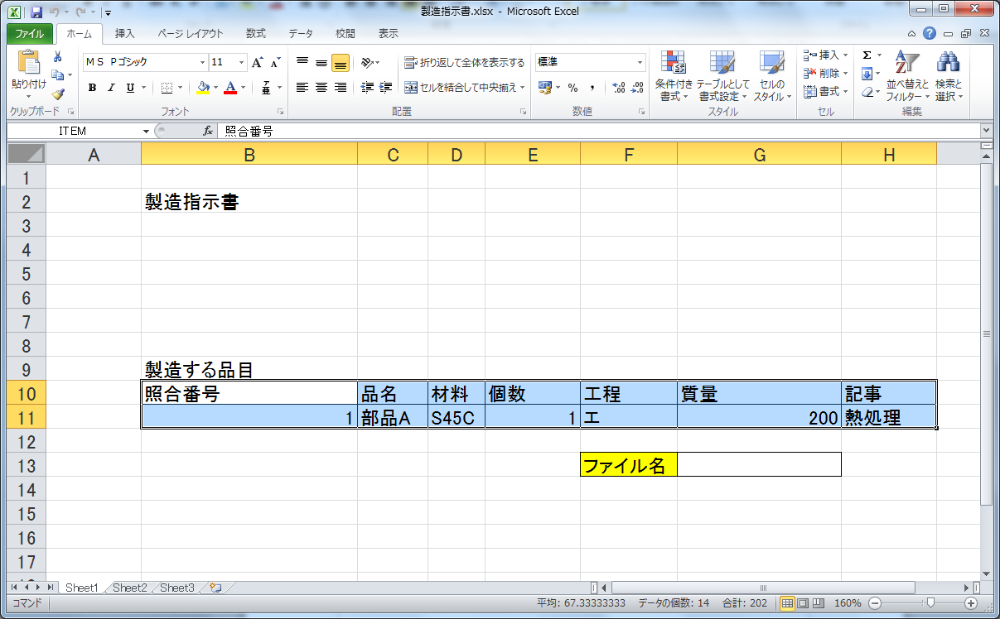 製造指示書.xlsx - Microsoft Excel
ファイル ホーム 挿入 ページ レイアウト 数式 データ 校閲 表示
ＭＳ Ｐゴシック 11 折り返して全体を表示する 標準 挿入 Σ
貼り付け B I U 亜 セルを結合して中央揃え % , .0 .00 .00 .0 条件付き書式 テーブルとして書式設定 セルのスタイル 削除 書式 並べ替えとフィルター 検索と選択
クリップボード フォント 配置 数値 スタイル セル 編集
ITEM fx 照合番号
A B C D E F G H
1
2 製造指示書
3
4
5
6
7
8
9 製造する品目
10 照合番号 品名 材料 個数 工程 質量 記事
11 1 部品A S45C 1 エ 200 熱処理
12
13 ファイル名
14
15
16
17
Sheet1 Sheet2 Sheet3
コマンド 平均: 67.33333333 データの個数: 14 合計: 202 160%